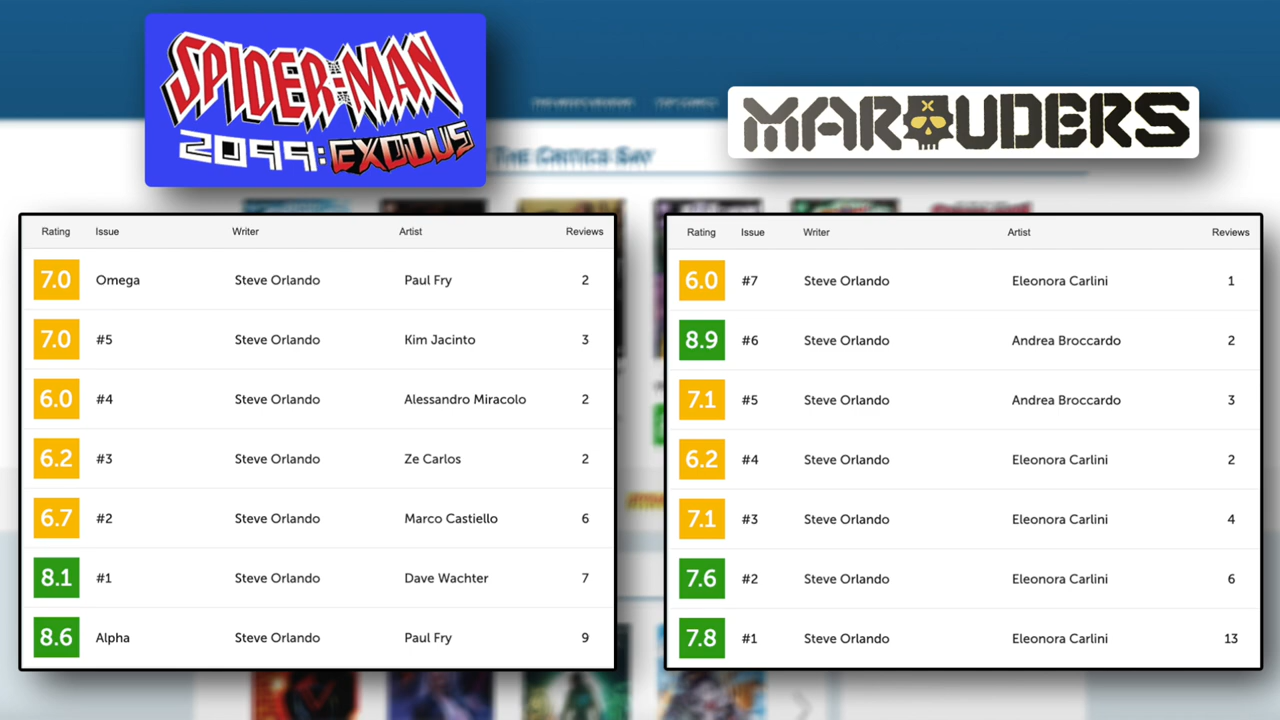 SPIDER-MAN
2099: EXODUS
MARAUDERS
THE CRITICS SAY
Rating Issue Writer Artist Reviews
7.0 Omega Steve Orlando Paul Fry 2
7.0 #5 Steve Orlando Kim Jacinto 3
6.0 #4 Steve Orlando Alessandro Miracolo 2
6.2 #3 Steve Orlando Ze Carlos 2
6.7 #2 Steve Orlando Marco Castiello 6
8.1 #1 Steve Orlando Dave Wachter 7
8.6 Alpha Steve Orlando Paul Fry 9
Rating Issue Writer Artist Reviews
6.0 #7 Steve Orlando Eleonora Carlini 1
8.9 #6 Steve Orlando Andrea Broccardo 2
7.1 #5 Steve Orlando Andrea Broccardo 3
6.2 #4 Steve Orlando Eleonora Carlini 2
7.1 #3 Steve Orlando Eleonora Carlini 4
7.6 #2 Steve Orlando Eleonora Carlini 6
7.8 #1 Steve Orlando Eleonora Carlini 13